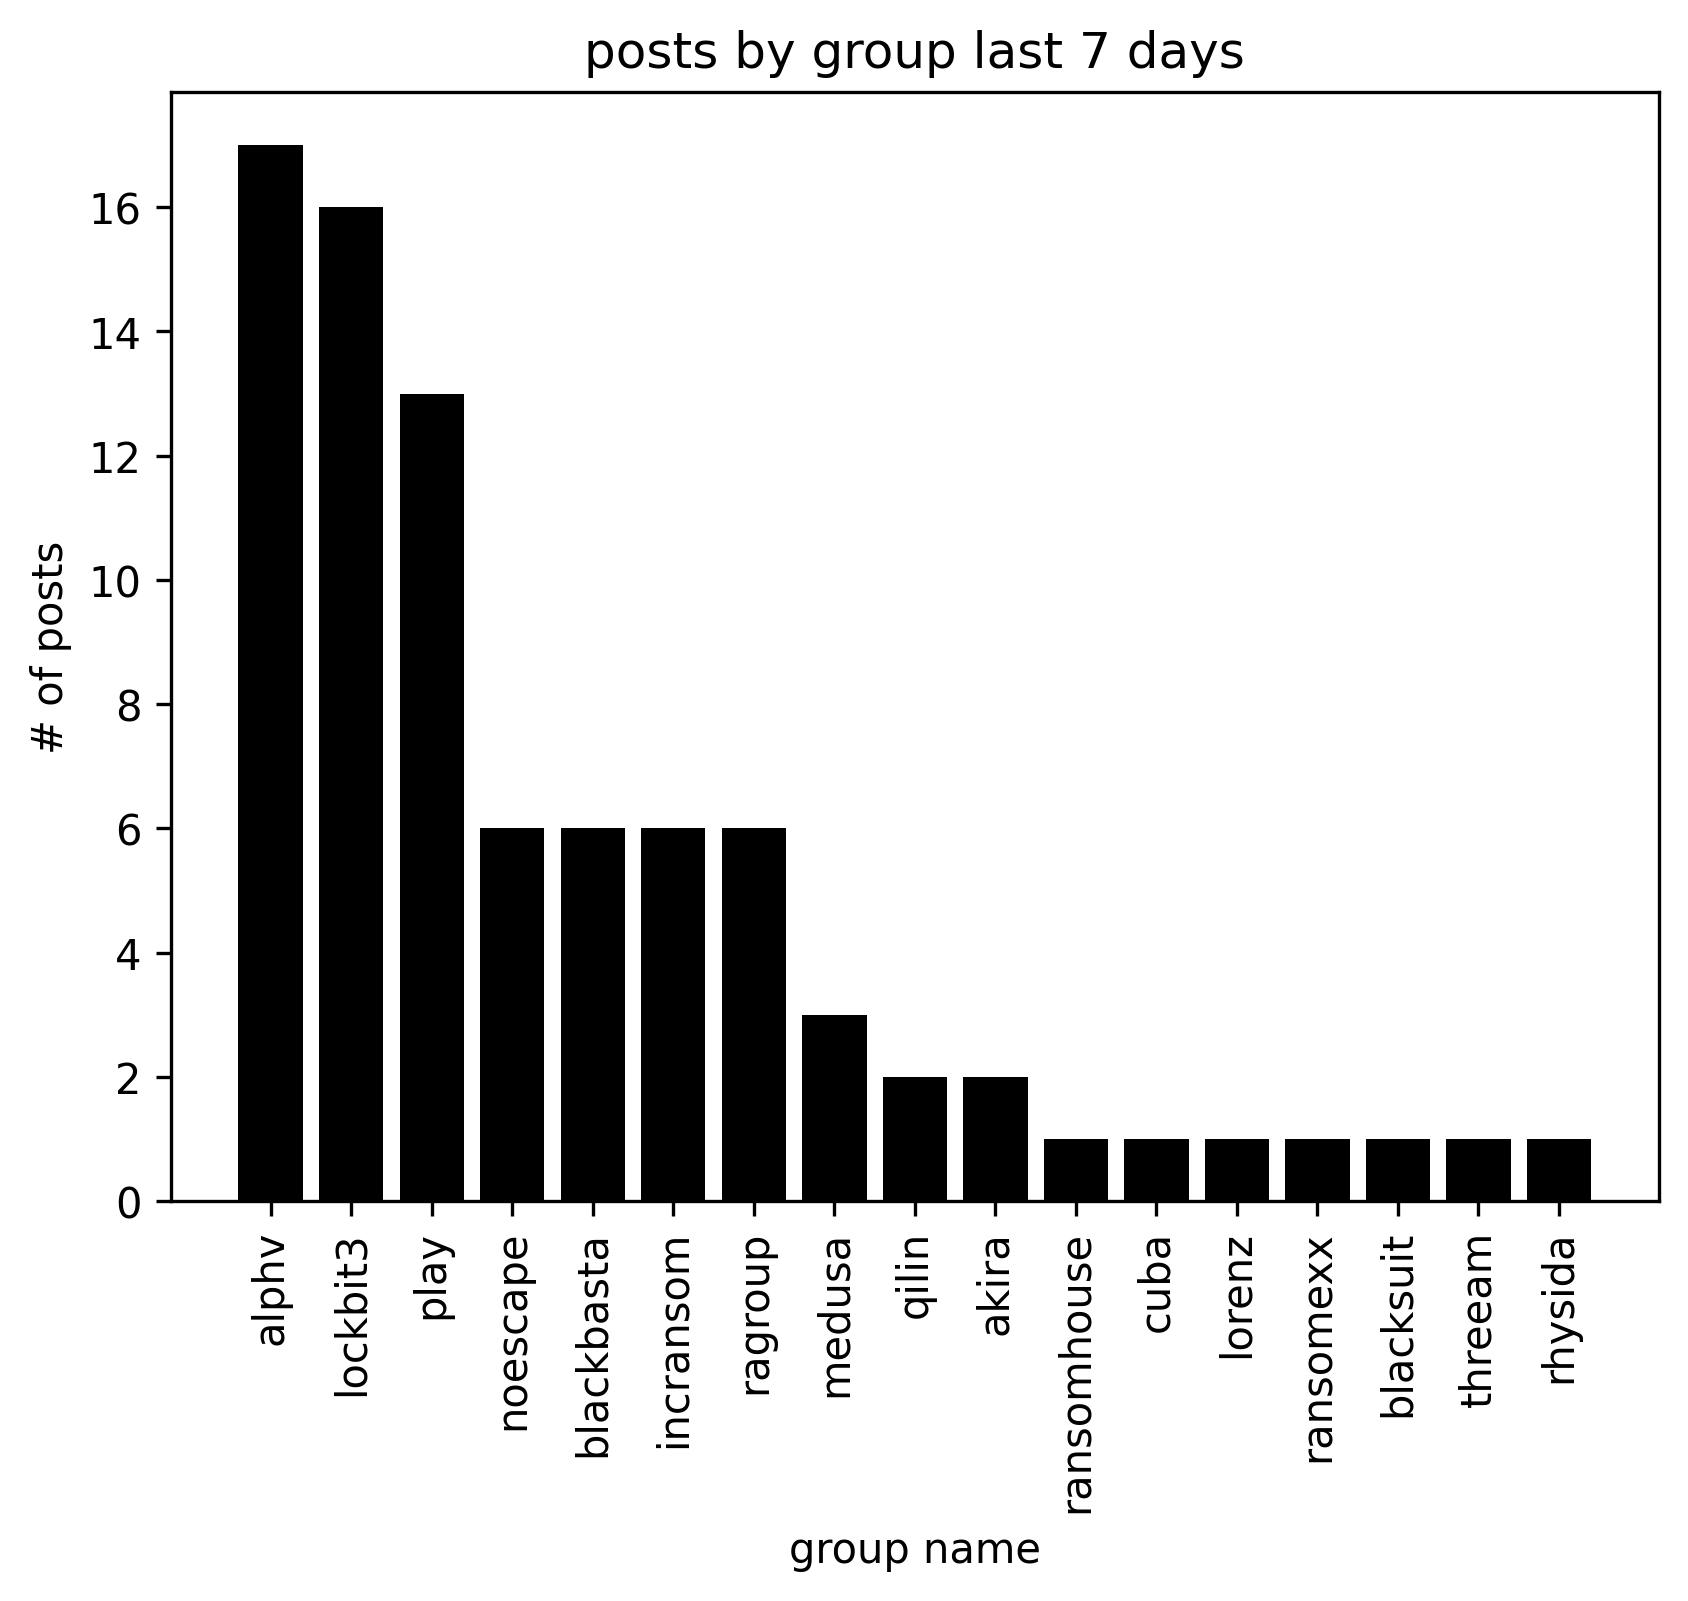 posts by group last 7 days
# of posts
16
14
12
10
8
6
4
2
0
alphv
lockbit3
play
noescape
blackbasta
incransom
ragroup
medusa
qilin
akira
ransomhouse
cuba
lorenz
ransomexx
blacksuit
threeam
rhysida
group name